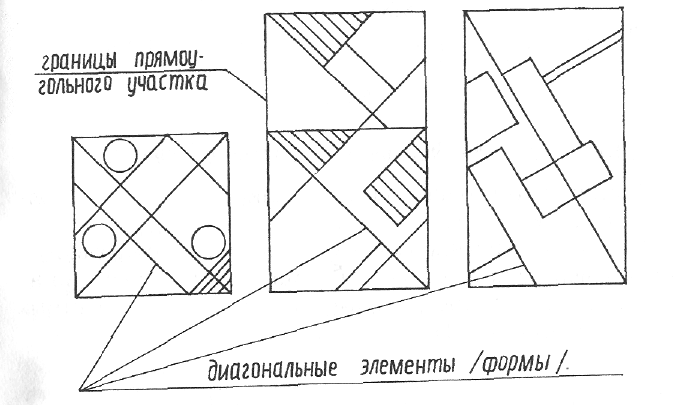 границы прямоу-
гольного участка
диагональные элементы /формы/.